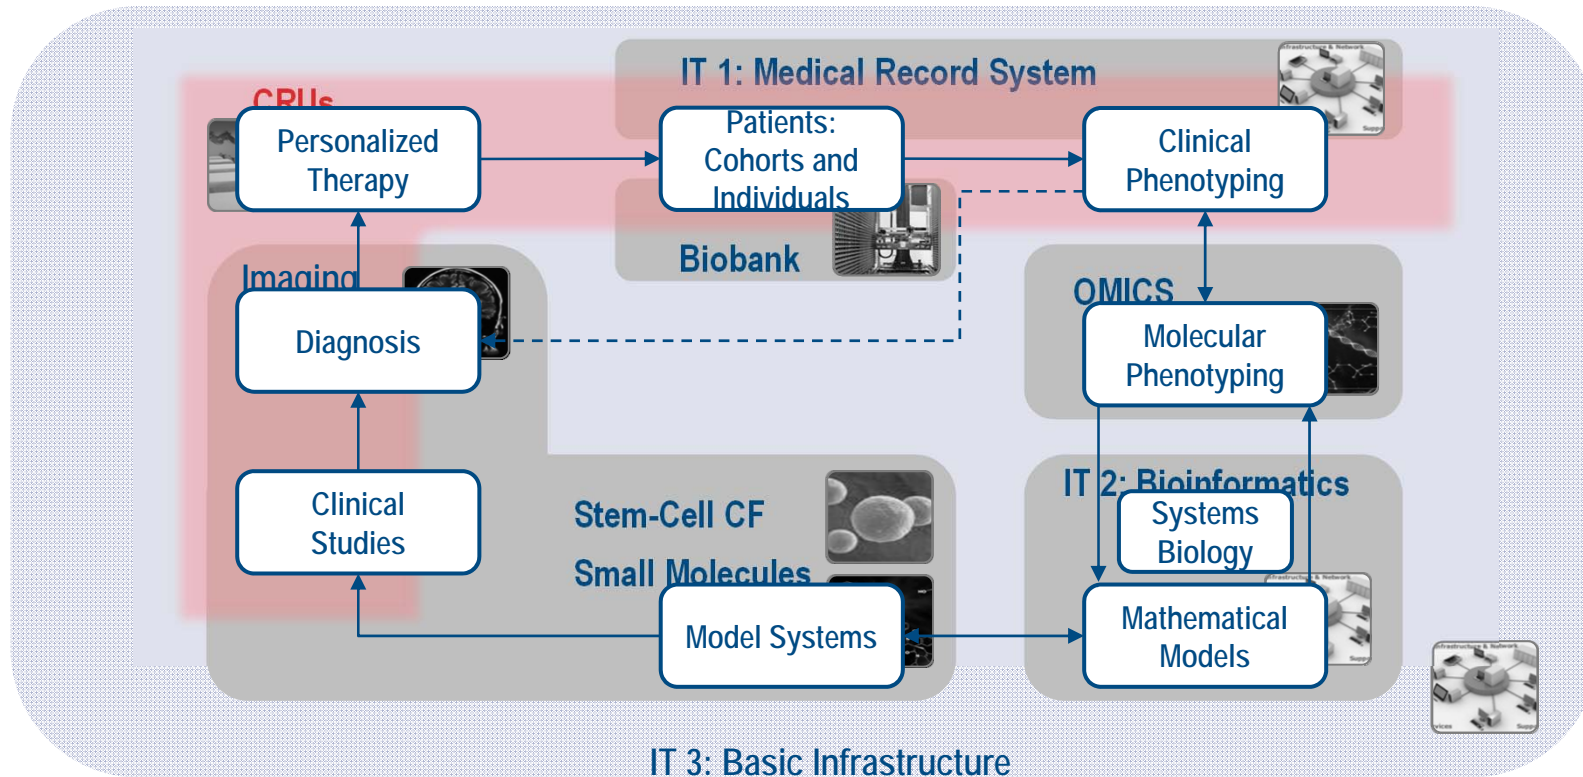 IT 1: Medical Record System
CRUs
Personalized
Therapy
Patients:
Cohorts and
Individuals
Clinical
Phenotyping
Biobank
Imaging
Diagnosis
OMICS
Molecular
Phenotyping
Clinical
Studies
Stem-Cell CF
Small Molecules
Model Systems
IT 2: Bioinformatics
Systems
Biology
Mathematical
Models
IT 3: Basic Infrastructure